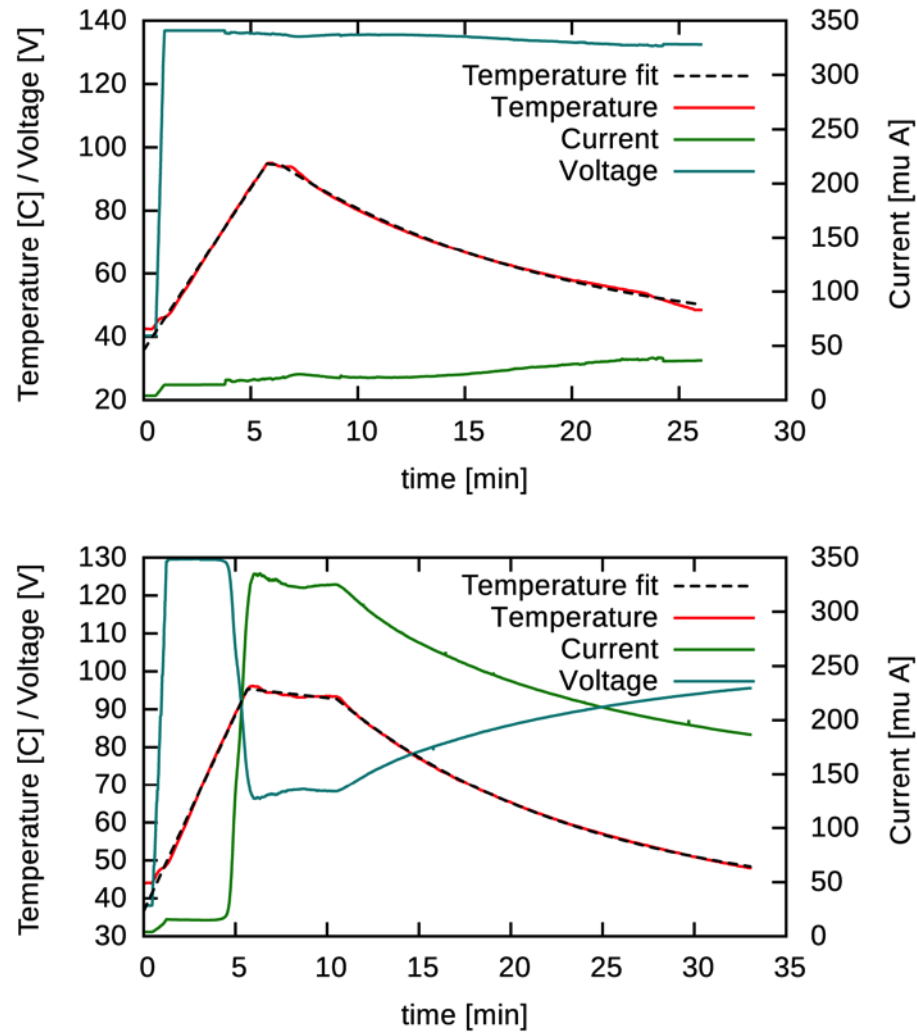 Temperature [C] / Voltage [V]
140
120
100
80
60
40
20
Temperature fit
Temperature
Current
Voltage
350
300
250
200
150
100
50
0
Current [mu A]
0 5 10 15 20 25 30
time [min]
Temperature [C] / Voltage [V]
130
120
110
100
90
80
70
60
50
40
30
Temperature fit
Temperature
Current
Voltage
350
300
250
200
150
100
50
0
Current [mu A]
0 5 10 15 20 25 30 35
time [min]